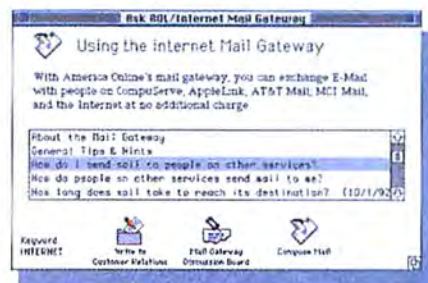 Ask AOL/Internet Mail Gateway
Using the internet Mail Gateway
With America Online's mail gateway, you can exchange E-Mail
with people on CompuServe, AppleLink, AT&T Mail, MCI Mail,
and the Internet at no additional charge
About the Mail Gateway
General Tips & Hints
How do I send mail to people on other services?
How do people on other services send mail to me?
How long does mail take to reach its destination? (10/1/92
Keyword
INTERNET
Write to
Customer Relations
Mail Gateway
Discussion Board
Compose Mail